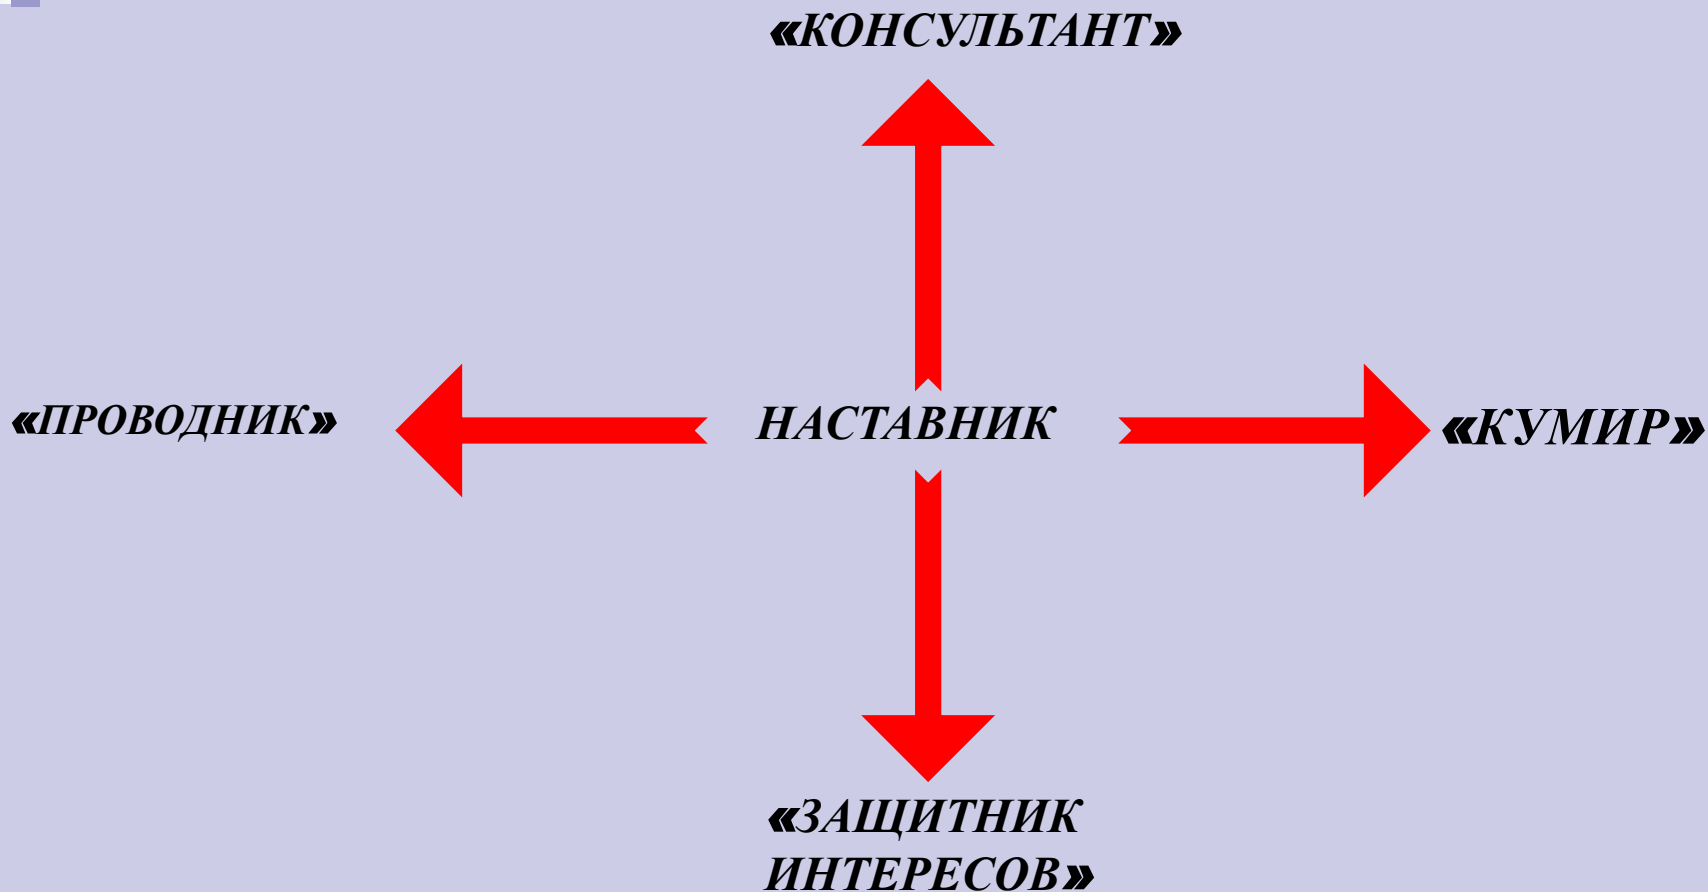 «КОНСУЛЬТАНТ»
«ПРОВОДНИК»
НАСТАВНИК
«КУМИР»
«ЗАЩИТНИК
ИНТЕРЕСОВ»